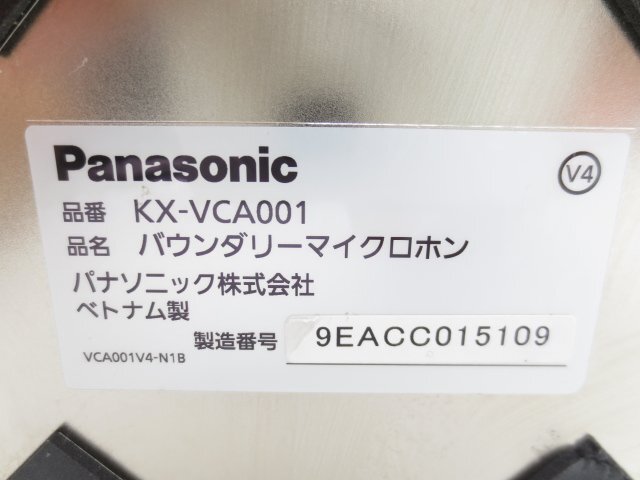 Panasonic
V4
品番 KX-VCA001
品名 バウンダリーマイクロホン
パナソニック株式会社
ベトナム製
製造番号 9EACC015109
VCA001V4-N1B